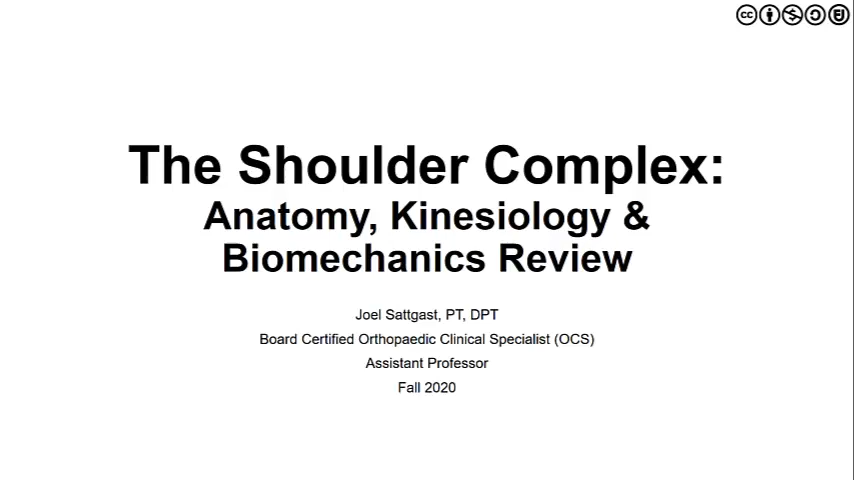 The Shoulder Complex:
Anatomy, Kinesiology &
Biomechanics Review
Joel Sattgast, PT, DPT
Board Certified Orthopaedic Clinical Specialist (OCS)
Assistant Professor
Fall 2020